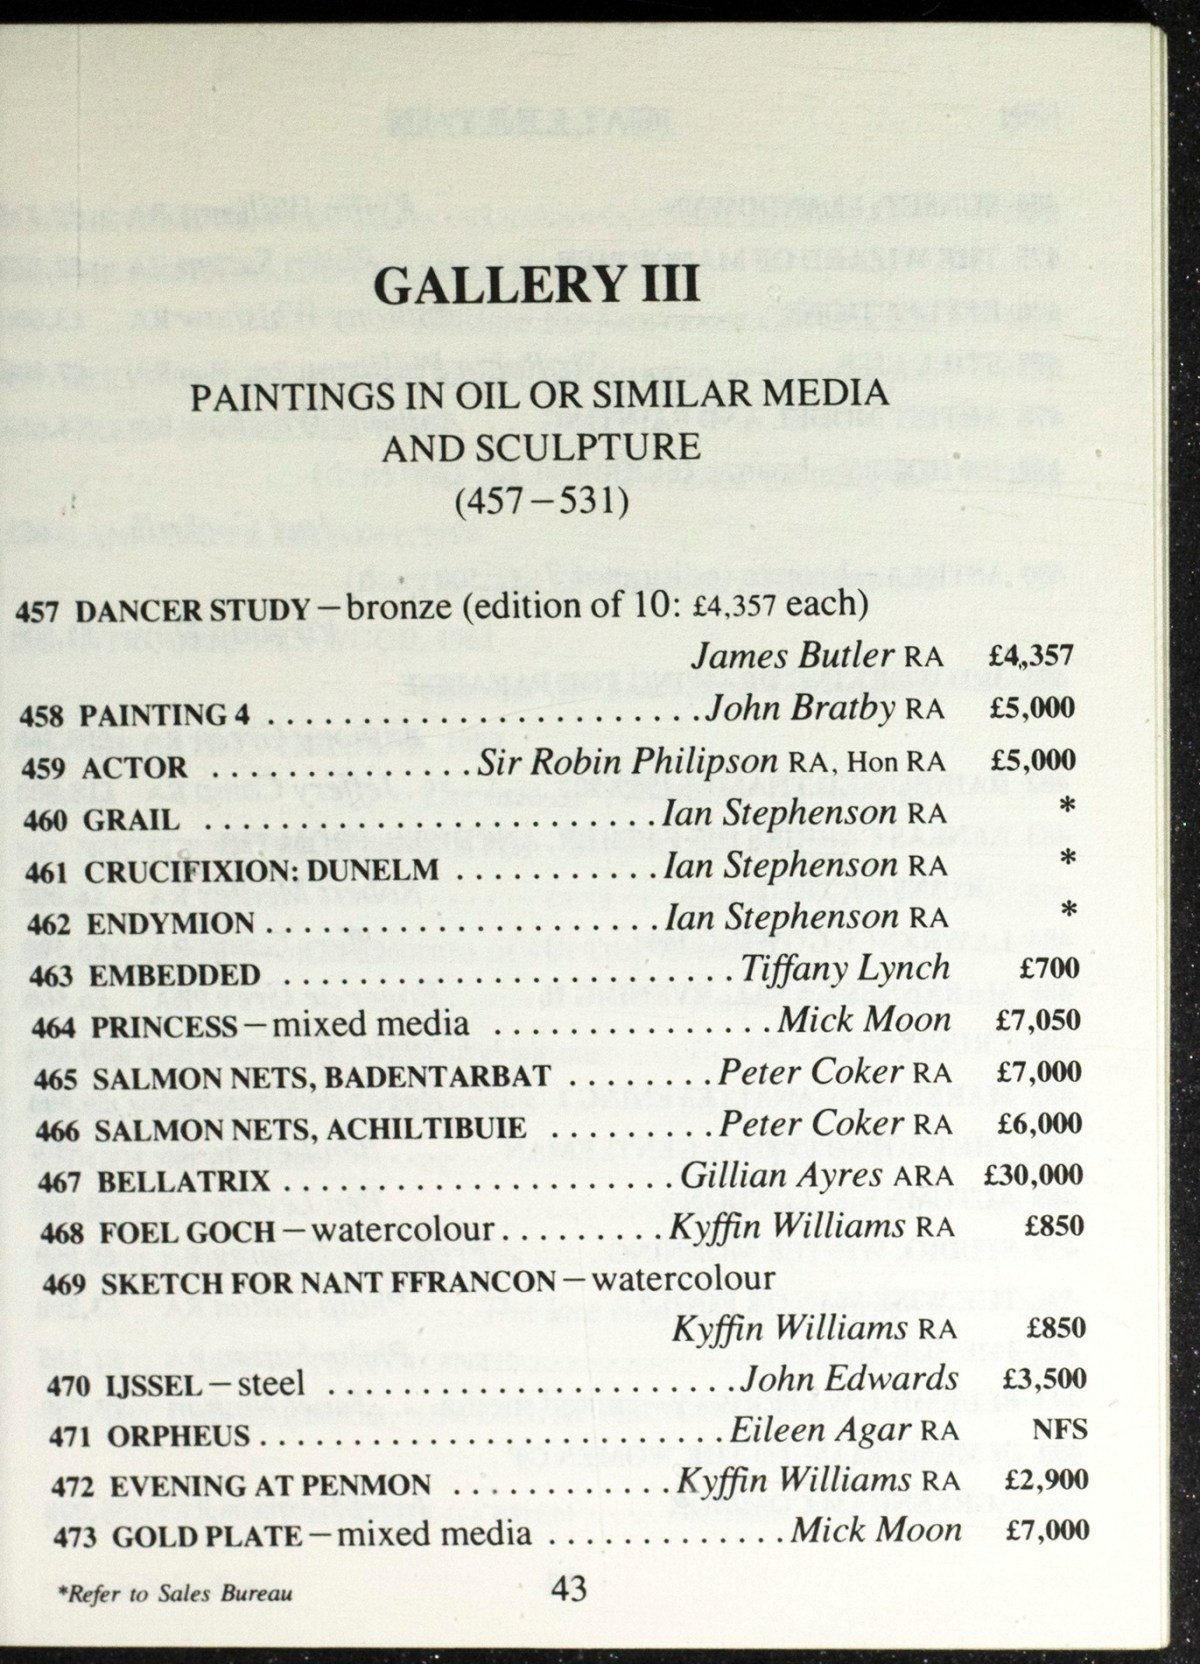 GALLERY III
PAINTINGS IN OIL OR SIMILAR MEDIA
AND SCULPTURE
(457–531)
457 DANCER STUDY – bronze (edition of 10: £4,357 each)
James Butler RA £4,357
458 PAINTING 4 ........................ John Bratby RA £5,000
459 ACTOR .............. Sir Robin Philipson RA, Hon RA £5,000
460 GRAIL ........................ Ian Stephenson RA *
461 CRUCIFIXION: DUNELM ........... Ian Stephenson RA *
462 ENDYMION ..................... Ian Stephenson RA *
463 EMBEDDED ........................ Tiffany Lynch £700
464 PRINCESS – mixed media ............... Mick Moon £7,050
465 SALMON NETS, BADENTARBAT ........ Peter Coker RA £7,000
466 SALMON NETS, ACHILTIBUIE ......... Peter Coker RA £6,000
467 BELLATRIX ..................... Gillian Ayres ARA £30,000
468 FOEL GOCH – watercolour ......... Kyffin Williams RA £850
469 SKETCH FOR NANT FFRANCON – watercolour
Kyffin Williams RA £850
470 IJSSEL – steel ...................... John Edwards £3,500
471 ORPHEUS ......................... Eileen Agar RA NFS
472 EVENING AT PENMON ............ Kyffin Williams RA £2,900
473 GOLD PLATE – mixed media ............. Mick Moon £7,000
*Refer to Sales Bureau 43